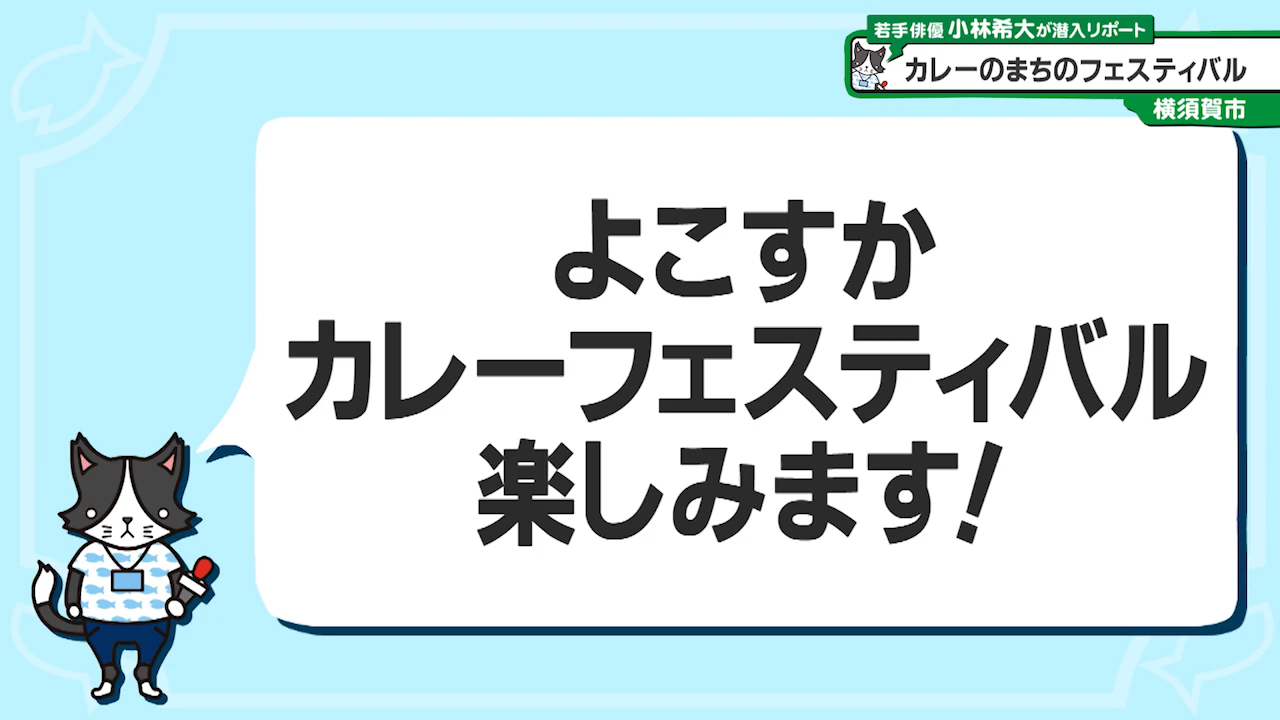 若手俳優 小林希大が潜入リポート
カレーのまちのフェスティバル
横須賀市
よこすか
カレーフェスティバル
楽しみます!